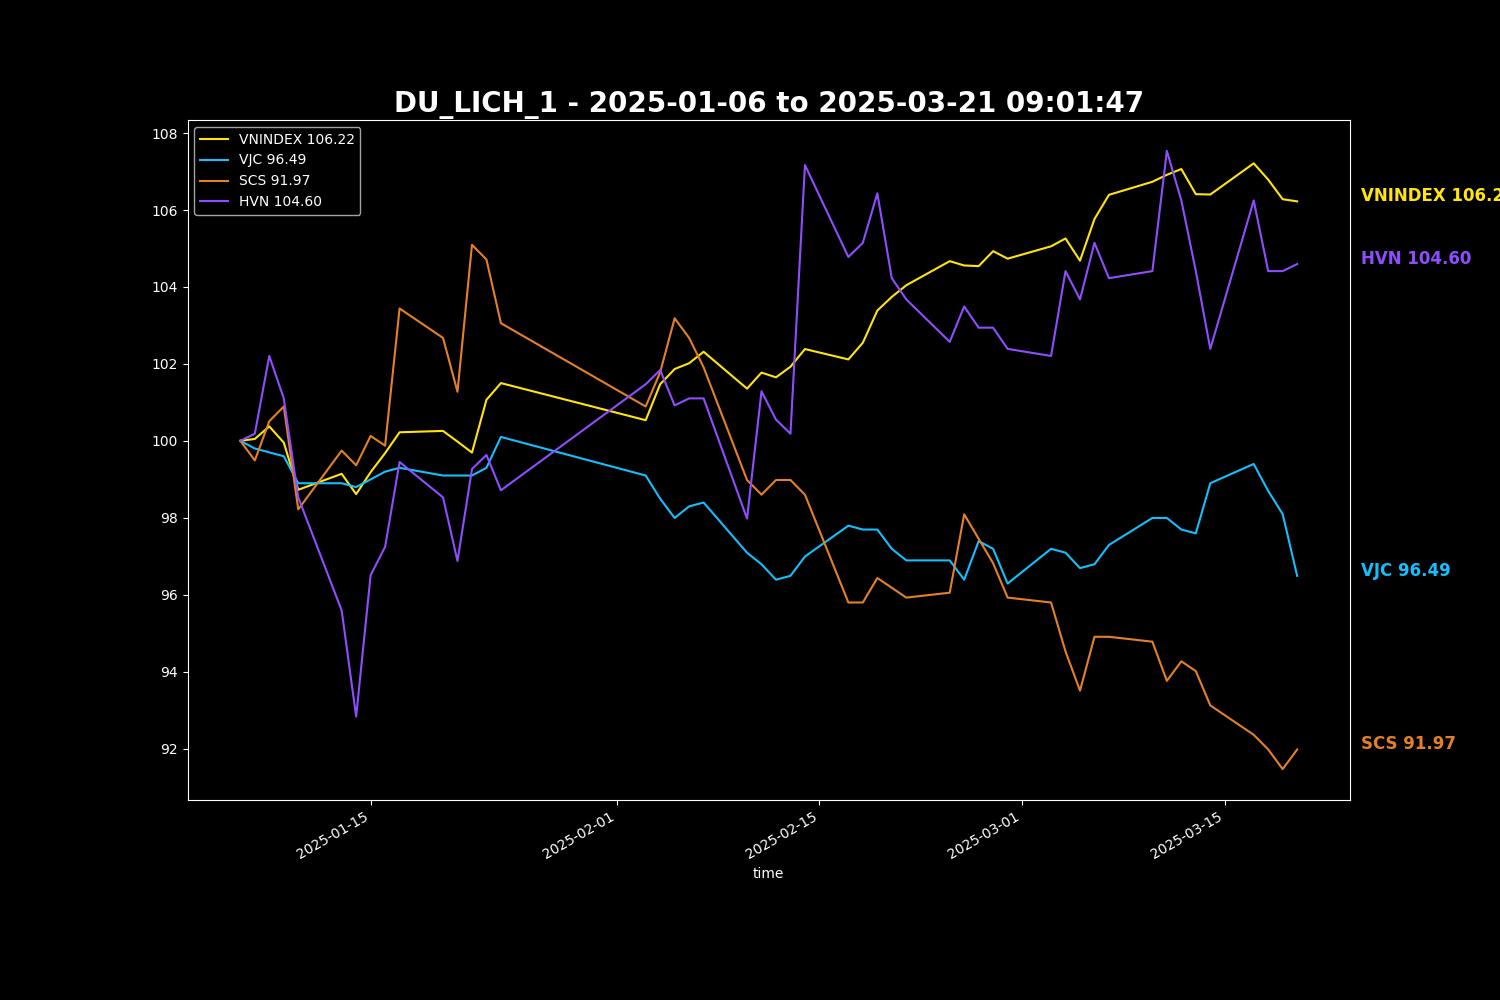 DU_LICH_1 - 2025-01-06 to 2025-03-21 09:01:47
VNINDEX 106.22
VJC 96.49
SCS 91.97
HVN 104.60
108
106
104
102
100
98
96
94
92
VNINDEX 106.2
HVN 104.60
VJC 96.49
SCS 91.97
2025-01-15
2025-02-01
2025-02-15
2025-03-01
2025-03-15
time